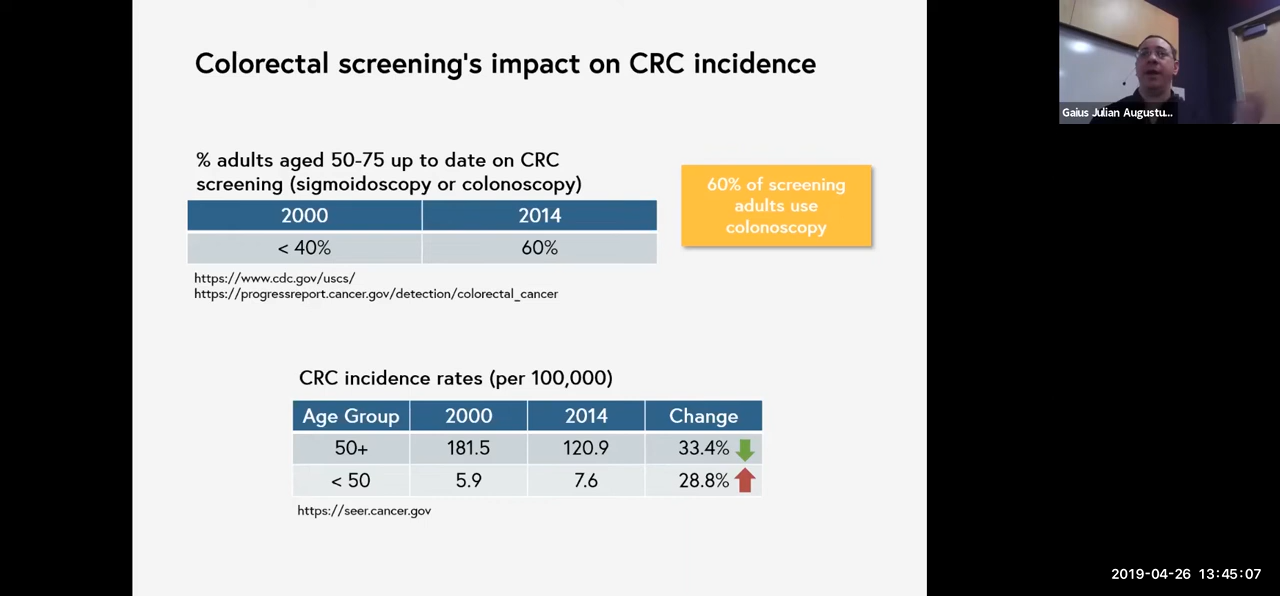 Colorectal screening's impact on CRC incidence
% adults aged 50-75 up to date on CRC
screening (sigmoidoscopy or colonoscopy)
2000 2014
< 40% 60%
https://www.cdc.gov/uscs/
https://progressreport.cancer.gov/detection/colorectal_cancer
60% of screening
adults use
colonoscopy
CRC incidence rates (per 100,000)
Age Group 2000 2014 Change
50+ 181.5 120.9 33.4%
< 50 5.9 7.6 28.8%
https://seer.cancer.gov
Gaius Julian Augustu...
2019-04-26 13:45:07